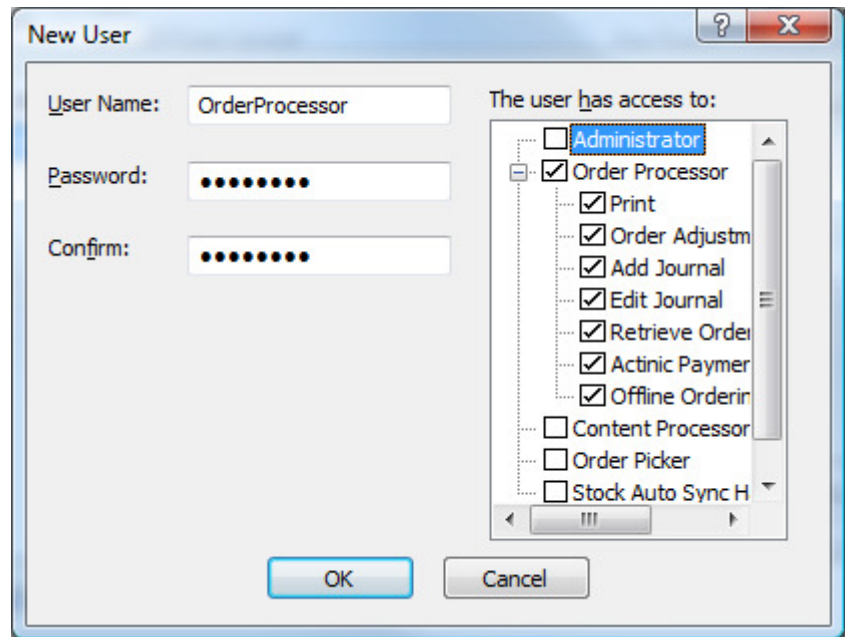 New User
User Name: OrderProcessor
Password: ••••••••
Confirm: ••••••••
The user has access to:
Administrator
Order Processor
Print
Order Adjustm
Add Journal
Edit Journal
Retrieve Order
Actinic Paymer
Offline Orderin
Content Processor
Order Picker
Stock Auto Sync H
OK
Cancel